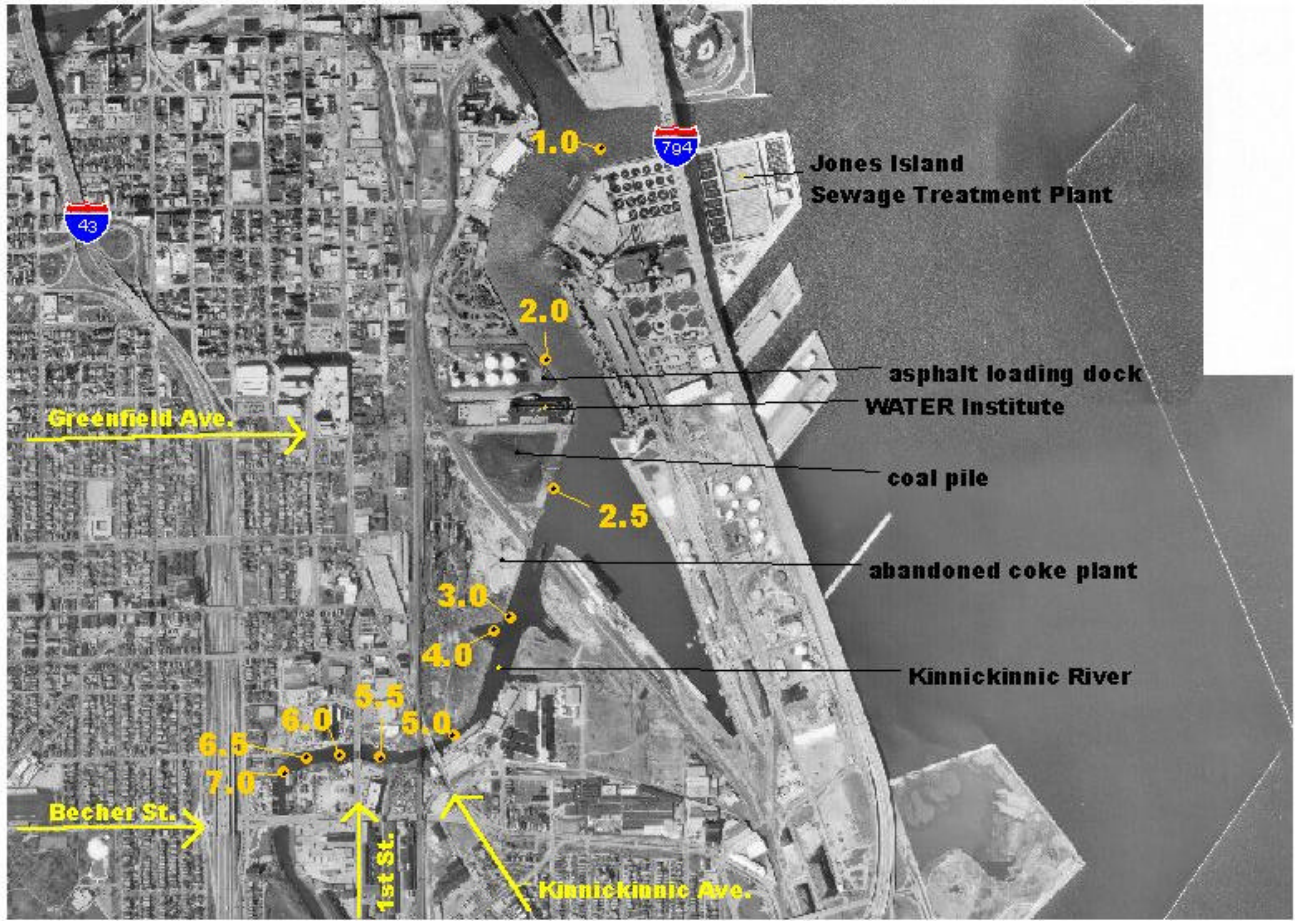 1.0
794
Jones Island
Sewage Treatment Plant
43
2.0
asphalt loading dock
WATER Institute
Greenfield Ave.
coal pile
2.5
abandoned coke plant
3.0
4.0
Kinnickinnic River
5.5
6.0
5.0
6.5
7.0
Becher St.
1st St.
Kinnickinnic Ave.